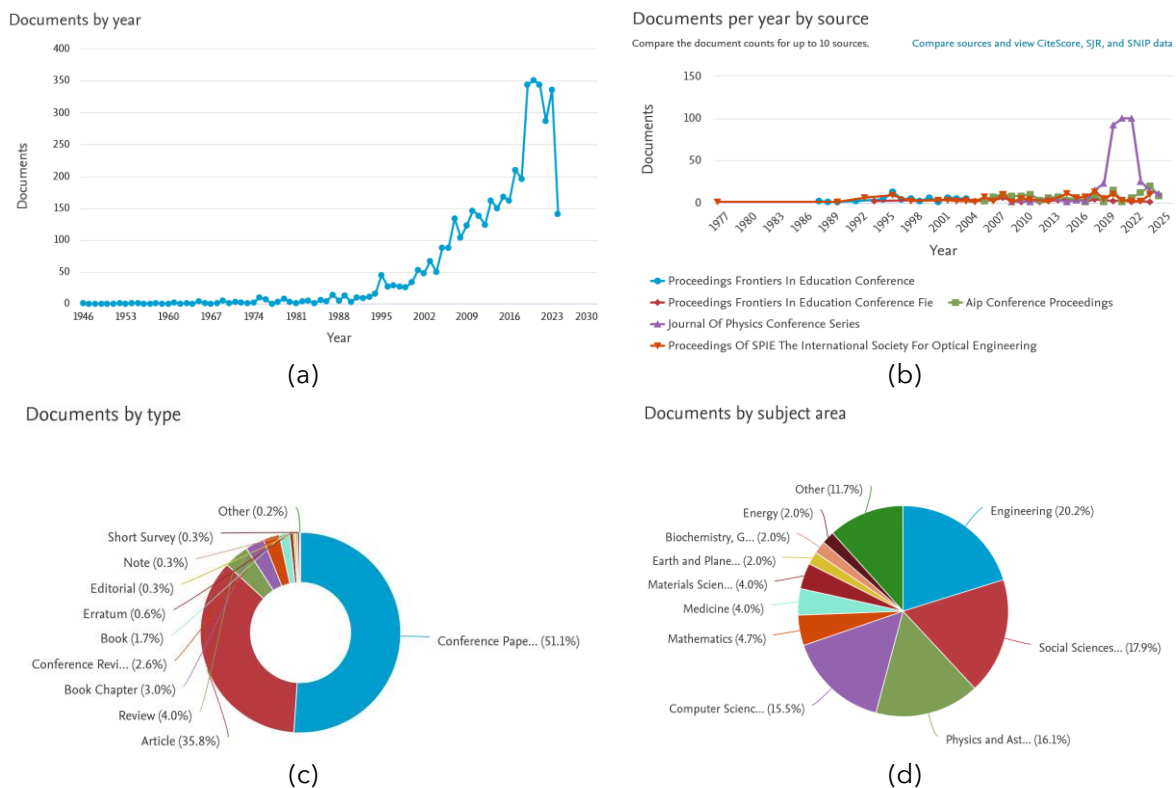 Documents by year
400
350
300
250
200
150
100
50
0
Documents
1946 1953 1960 1967 1974 1981 1988 1995 2002 2009 2016 2023 2030
Year
(a)
Documents per year by source
Compare the document counts for up to 10 sources. Compare sources and view CiteScore, SJR, and SNIP data
150
100
50
0
Documents
1977 1980 1983 1986 1989 1992 1995 1998 2001 2004 2007 2010 2013 2016 2019 2022 2025
Year
Proceedings Frontiers In Education Conference
Proceedings Frontiers In Education Conference Fie Aip Conference Proceedings
Journal Of Physics Conference Series
Proceedings Of SPIE The International Society For Optical Engineering
(b)
Documents by type
Other (0.2%)
Short Survey (0.3%)
Note (0.3%)
Editorial (0.3%)
Erratum (0.6%)
Book (1.7%)
Conference Revi... (2.6%)
Book Chapter (3.0%)
Review (4.0%)
Article (35.8%)
Conference Pape... (51.1%)
(c)
Documents by subject area
Other (11.7%)
Energy (2.0%)
Biochemistry, G... (2.0%)
Earth and Plane... (2.0%)
Materials Scien... (4.0%)
Medicine (4.0%)
Mathematics (4.7%)
Computer Scienc... (15.5%)
Engineering (20.2%)
Social Sciences... (17.9%)
Physics and Ast... (16.1%)
(d)